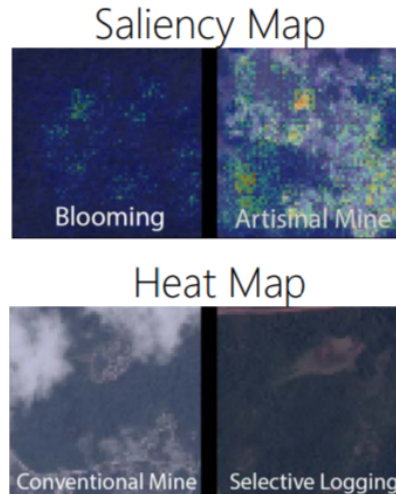 Saliency Map
Blooming
Artisinal Mine
Heat Map
Conventional Mine
Selective Logging